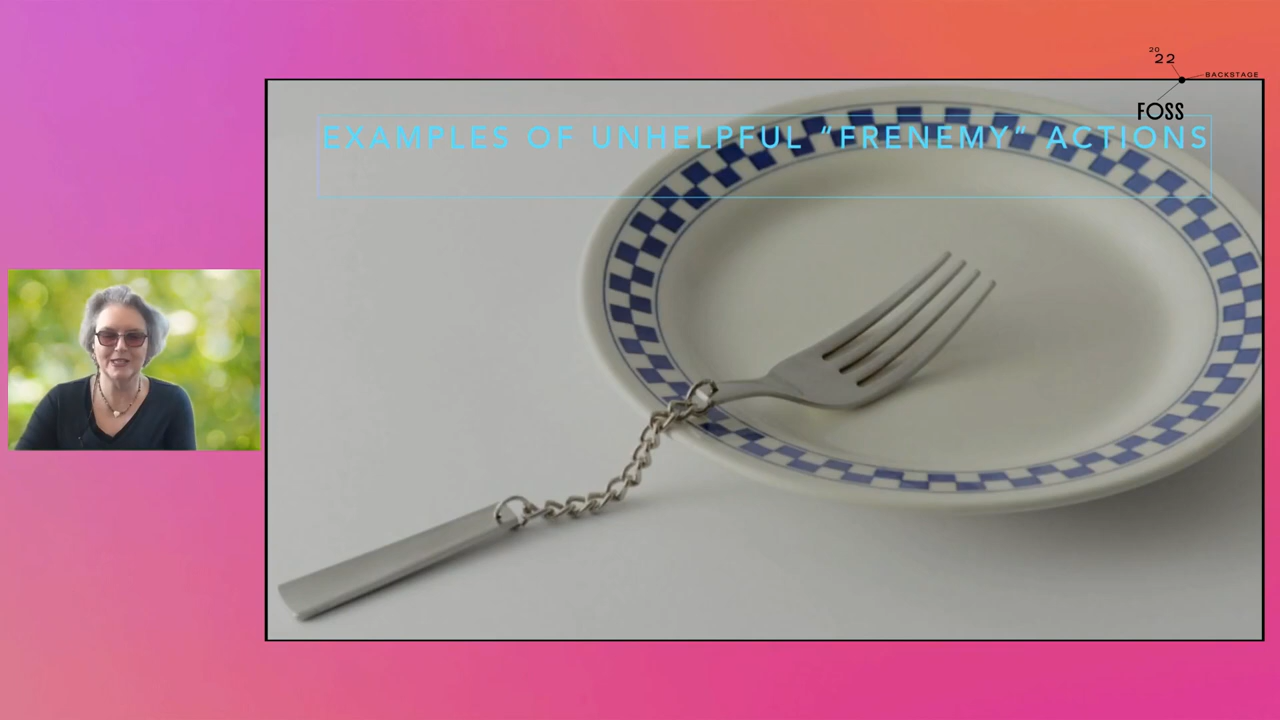 20
22
BACKSTAGE
FOSS
EXAMPLES OF UNHELPFUL “FRENEMY” ACTIONS